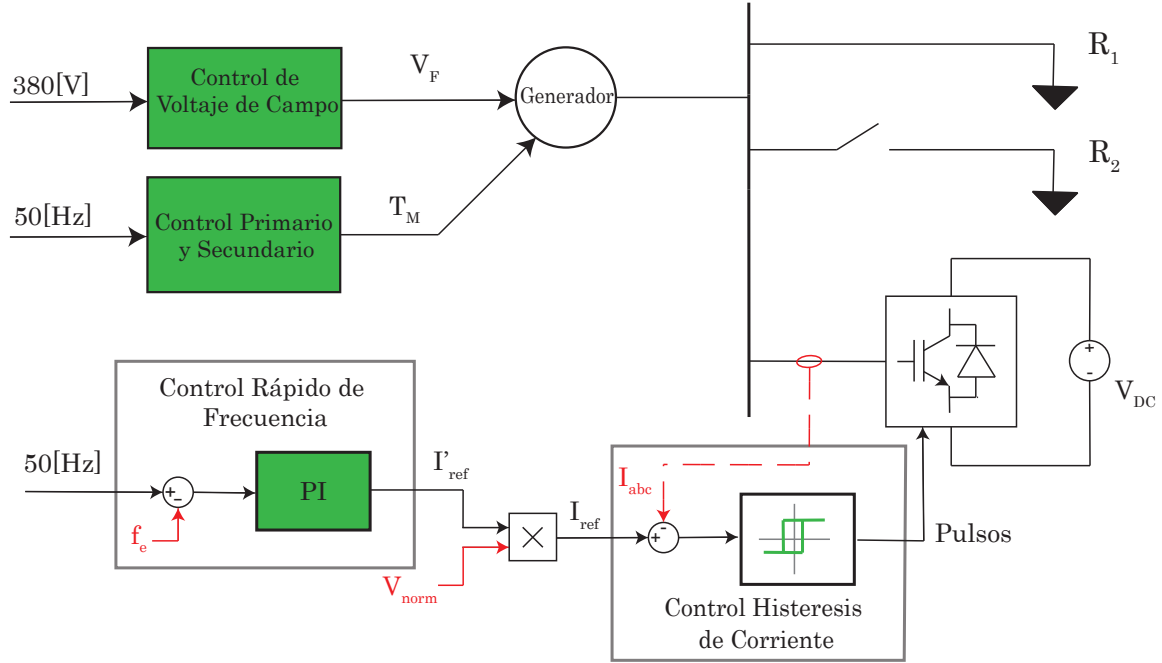 380[V]
Control de
Voltaje de Campo
V_F
Generador
R_1
R_2
50[Hz]
Control Primario
y Secundario
T_M
+
-
V_DC
Control Rápido de
Frecuencia
50[Hz]
+
-
f_e
PI
I'_ref
V_norm
×
I_ref
I_abc
+
-
Pulsos
Control Histeresis
de Corriente